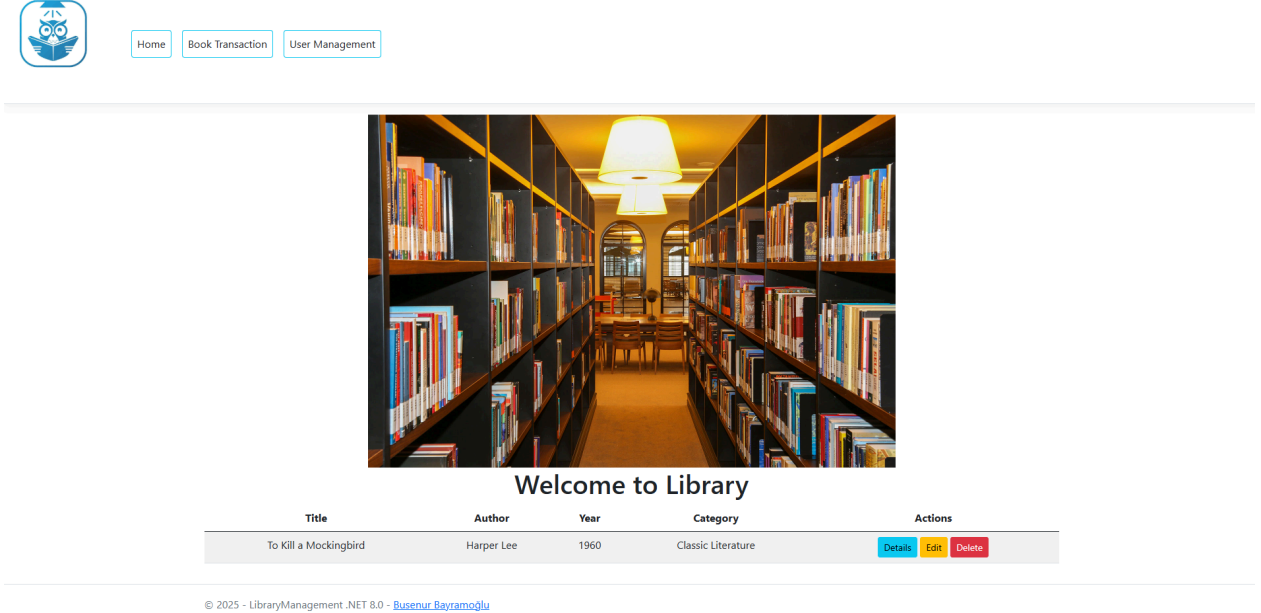 Home Book Transaction User Management
Welcome to Library
Title Author Year Category Actions
To Kill a Mockingbird Harper Lee 1960 Classic Literature Details Edit Delete
© 2025 - LibraryManagement .NET 8.0 - Busenur Bayramoğlu